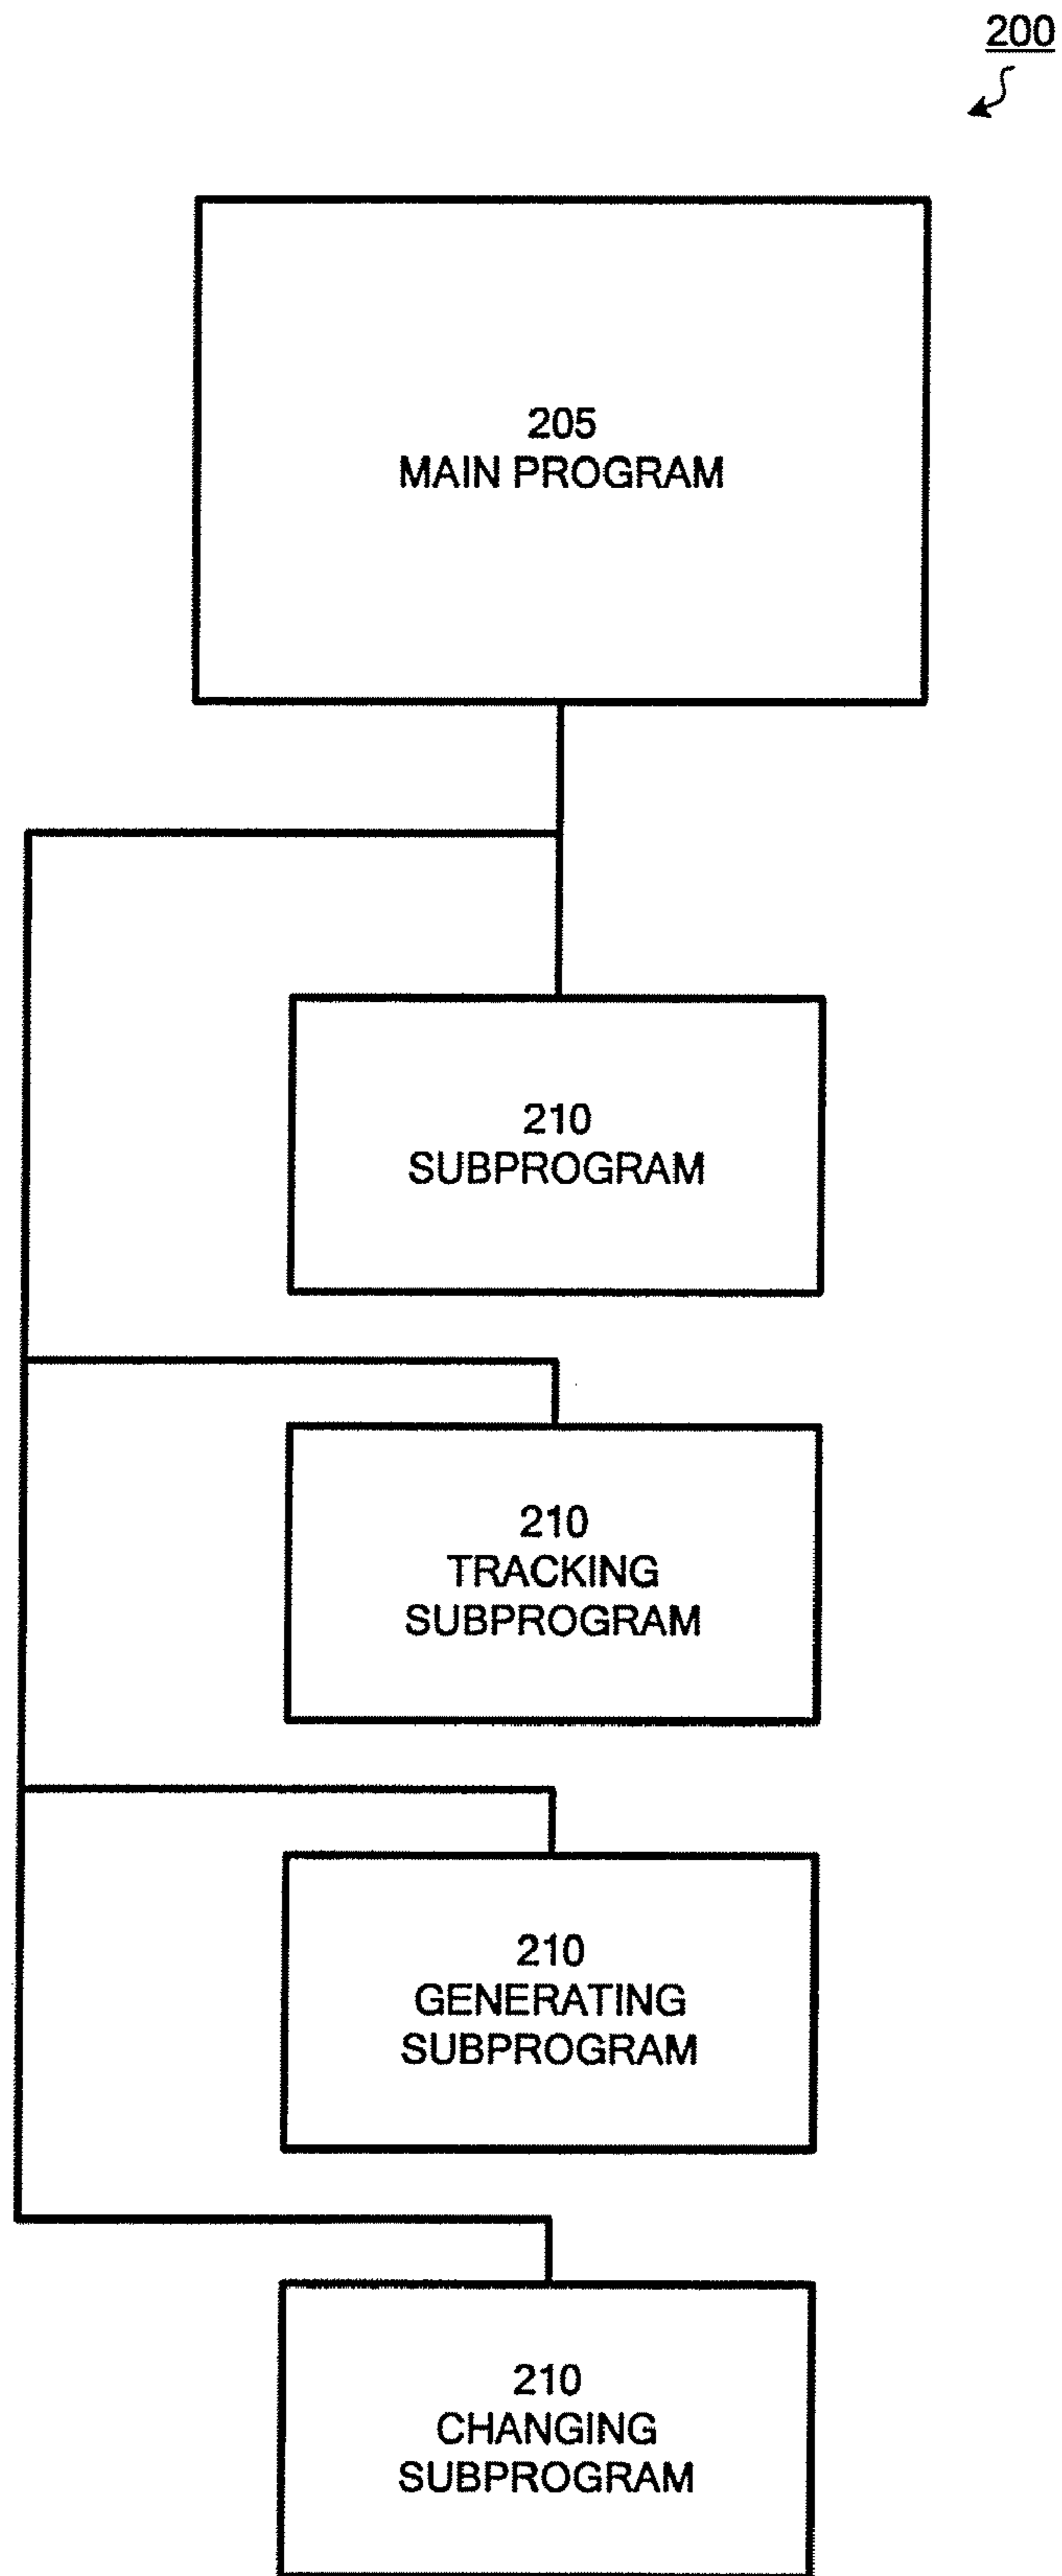 200
205
MAIN PROGRAM
210
SUBPROGRAM
210
TRACKING
SUBPROGRAM
210
GENERATING
SUBPROGRAM
210
CHANGING
SUBPROGRAM